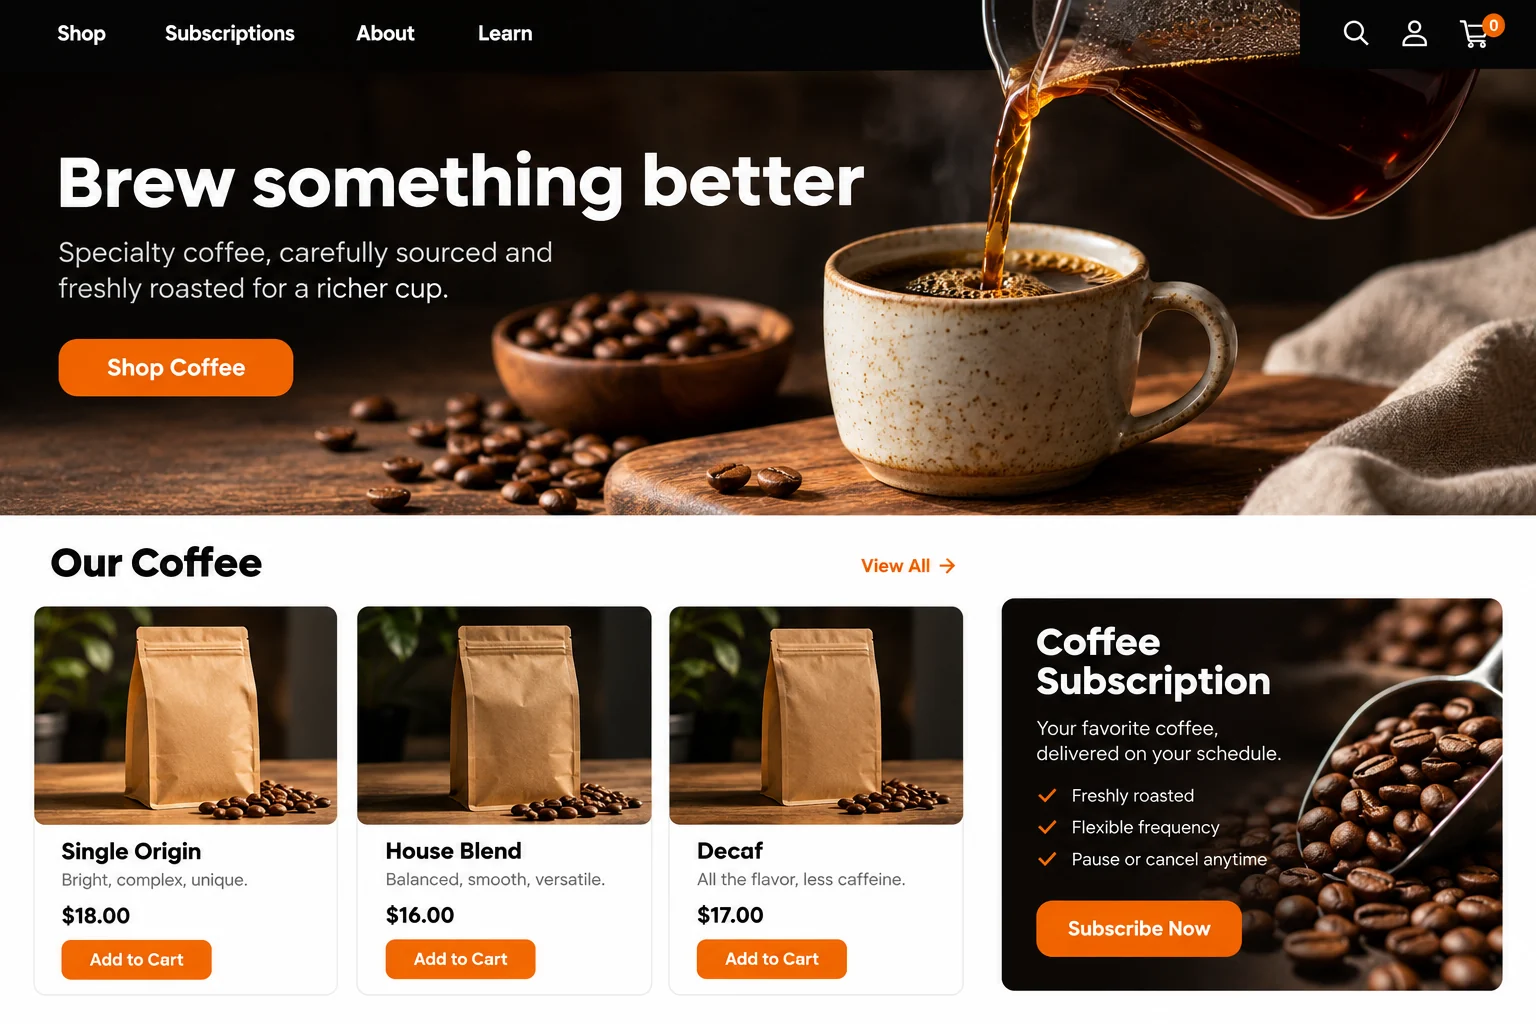 Shop
Subscriptions
About
Learn
0
Brew something better
Specialty coffee, carefully sourced and
freshly roasted for a richer cup.
Shop Coffee
Our Coffee
View All →
Single Origin
Bright, complex, unique.
$18.00
Add to Cart
House Blend
Balanced, smooth, versatile.
$16.00
Add to Cart
Decaf
All the flavor, less caffeine.
$17.00
Add to Cart
Coffee
Subscription
Your favorite coffee,
delivered on your schedule.
Freshly roasted
Flexible frequency
Pause or cancel anytime
Subscribe Now